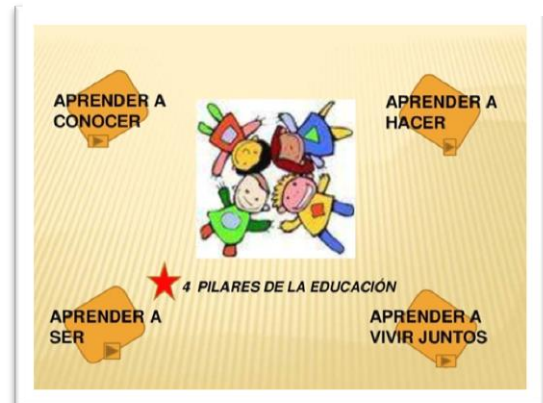 APRENDER A
CONOCER
APRENDER A
HACER
4 PILARES DE LA EDUCACIÓN
APRENDER A
SER
APRENDER A
VIVIR JUNTOS